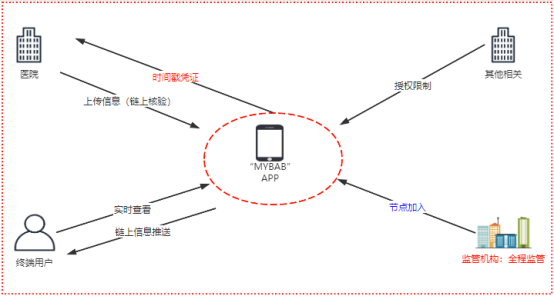 医院
其他相关
时间戳凭证
授权限制
上传信息（链上核验）
“MYBAB”
APP
实时查看
节点加入
链上信息推送
终端用户
监管机构：全程监管